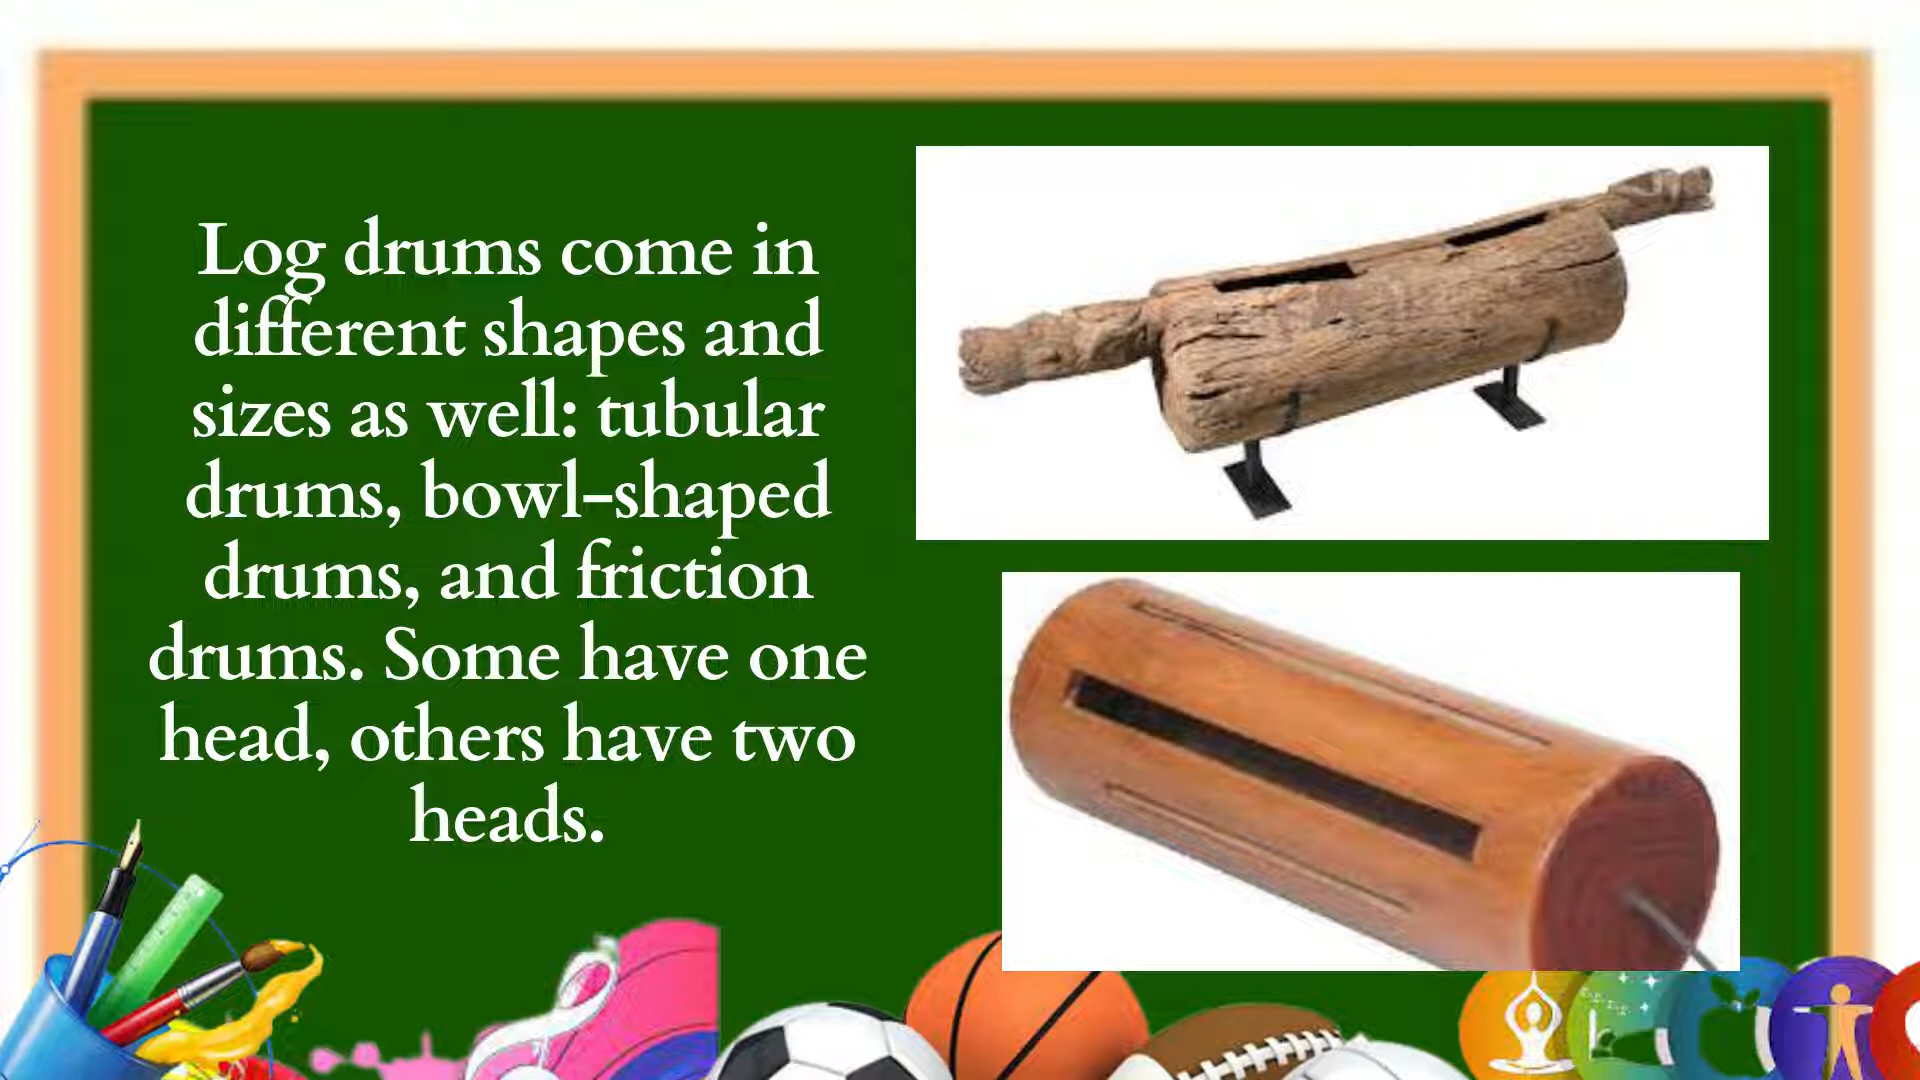 Log drums come in
different shapes and
sizes as well: tubular
drums, bowl-shaped
drums, and friction
drums. Some have one
head, others have two
heads.